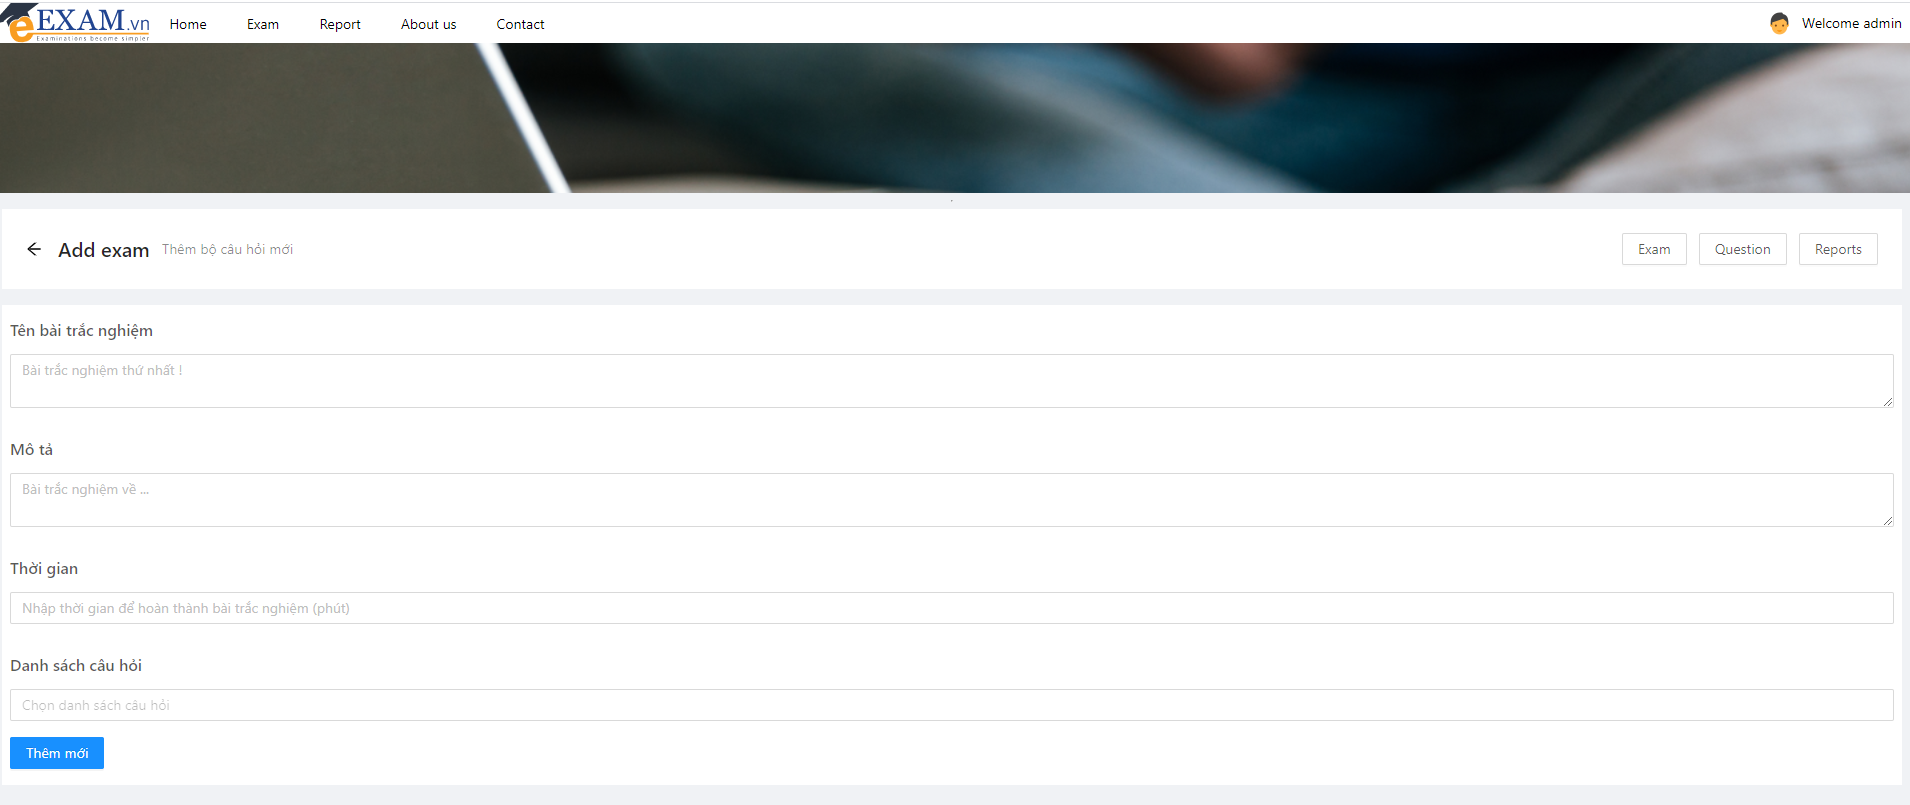 eEXAM.vn
Examinations become simpler
Home Exam Report About us Contact
Welcome admin
Add exam Thêm bộ câu hỏi mới
Exam Question Reports
Tên bài trắc nghiệm
Bài trắc nghiệm thứ nhất !
Mô tả
Bài trắc nghiệm về ...
Thời gian
Nhập thời gian để hoàn thành bài trắc nghiệm (phút)
Danh sách câu hỏi
Chọn danh sách câu hỏi
Thêm mới